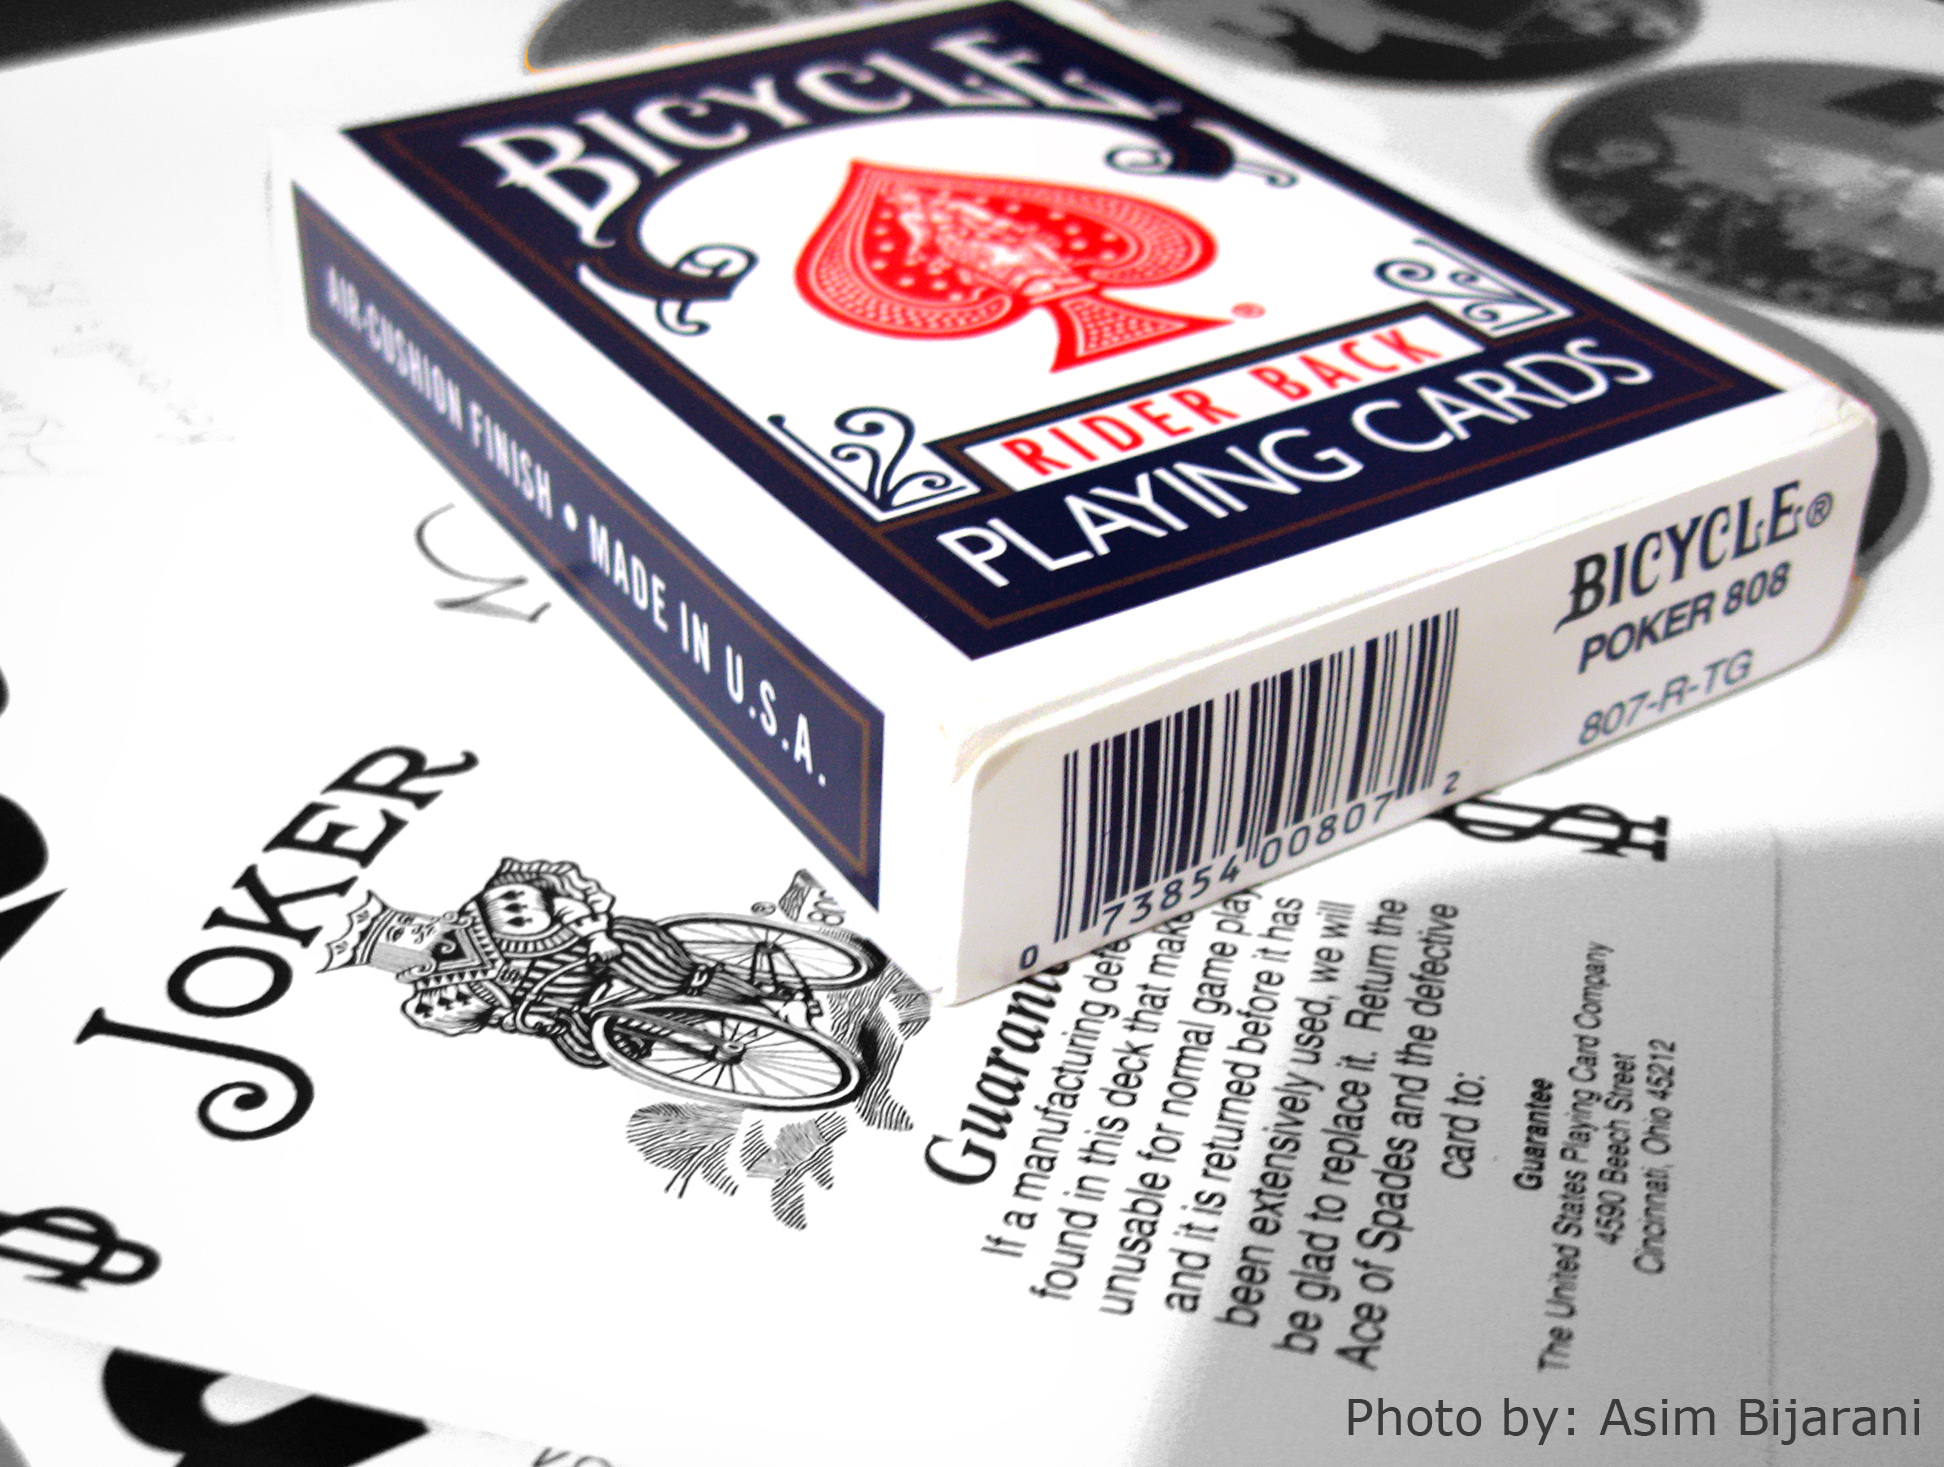 BICYCLE
RIDER BACK
PLAYING CARDS
AIR-CUSHION FINISH • MADE IN U.S.A.
BICYCLE®
POKER 808
807-R-TG
0 73854 00807 2
JOKER
®
808
Guarantee
If a manufacturing
found in this deck that
unusable for normal game play
and it is returned before it has
been extensively used, we will
be glad to replace it. Return the
Ace of Spades and the defective
card to:
Guarantee
The United States Playing Card Company
4590 Beech Street
Cincinnati, Ohio 45212
Photo by: Asim Bijarani